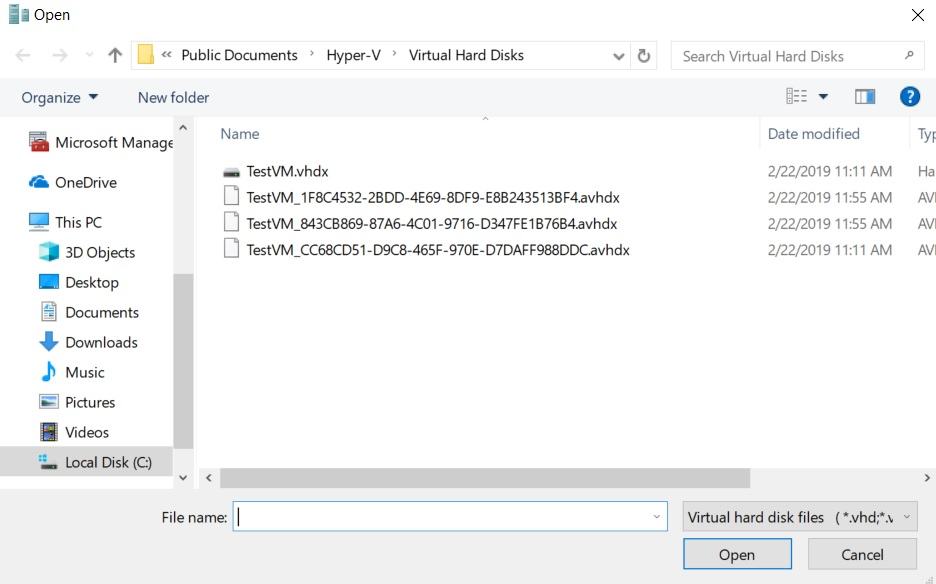 Open
« Public Documents › Hyper-V › Virtual Hard Disks
Search Virtual Hard Disks
Organize
New folder
?
Microsoft Manage
OneDrive
This PC
3D Objects
Desktop
Documents
Downloads
Music
Pictures
Videos
Local Disk (C:)
Name Date modified Typ
TestVM.vhdx 2/22/2019 11:11 AM Ha
TestVM_1F8C4532-2BDD-4E69-8DF9-E8B243513BF4.avhdx 2/22/2019 11:55 AM AV
TestVM_843CB869-87A6-4C01-9716-D347FE1B76B4.avhdx 2/22/2019 11:55 AM AV
TestVM_CC68CD51-D9C8-465F-970E-D7DAFF988DDC.avhdx 2/22/2019 11:11 AM AV
File name:
Virtual hard disk files (*.vhd;*.v
Open
Cancel